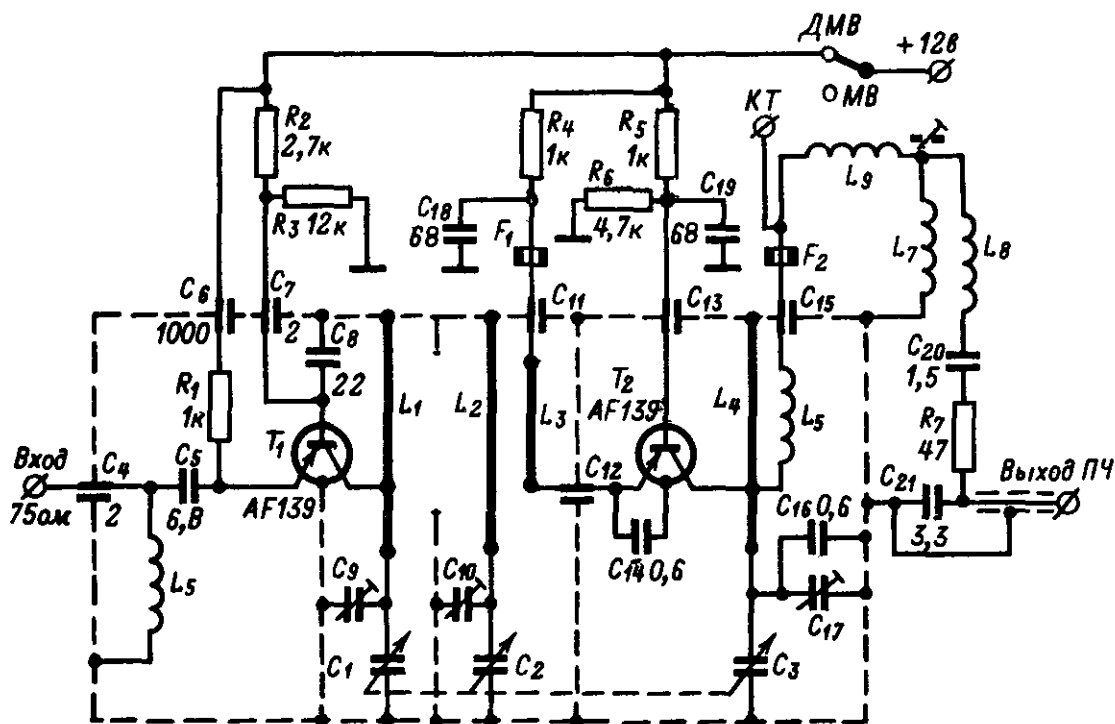 ДМВ
+12в
МВ
КТ
R2
2,7к
R4
1к
R5
1к
L9
R3 12к
C18
68
F1
R6
4,7к
C19
68
F2
L7
L8
C6
1000
C7
2
C8
22
C11
C13
C15
C20
1,5
R1
1к
T1
AF139
L1
L2
L3
T2
AF139
L4
L5
R7
47
Вход
75ом
C4
2
C5
6,8
C12
C14 0,6
C16 0,6
C21
3,3
Выход ПЧ
L5
C9
C10
C17
C1
C2
C3